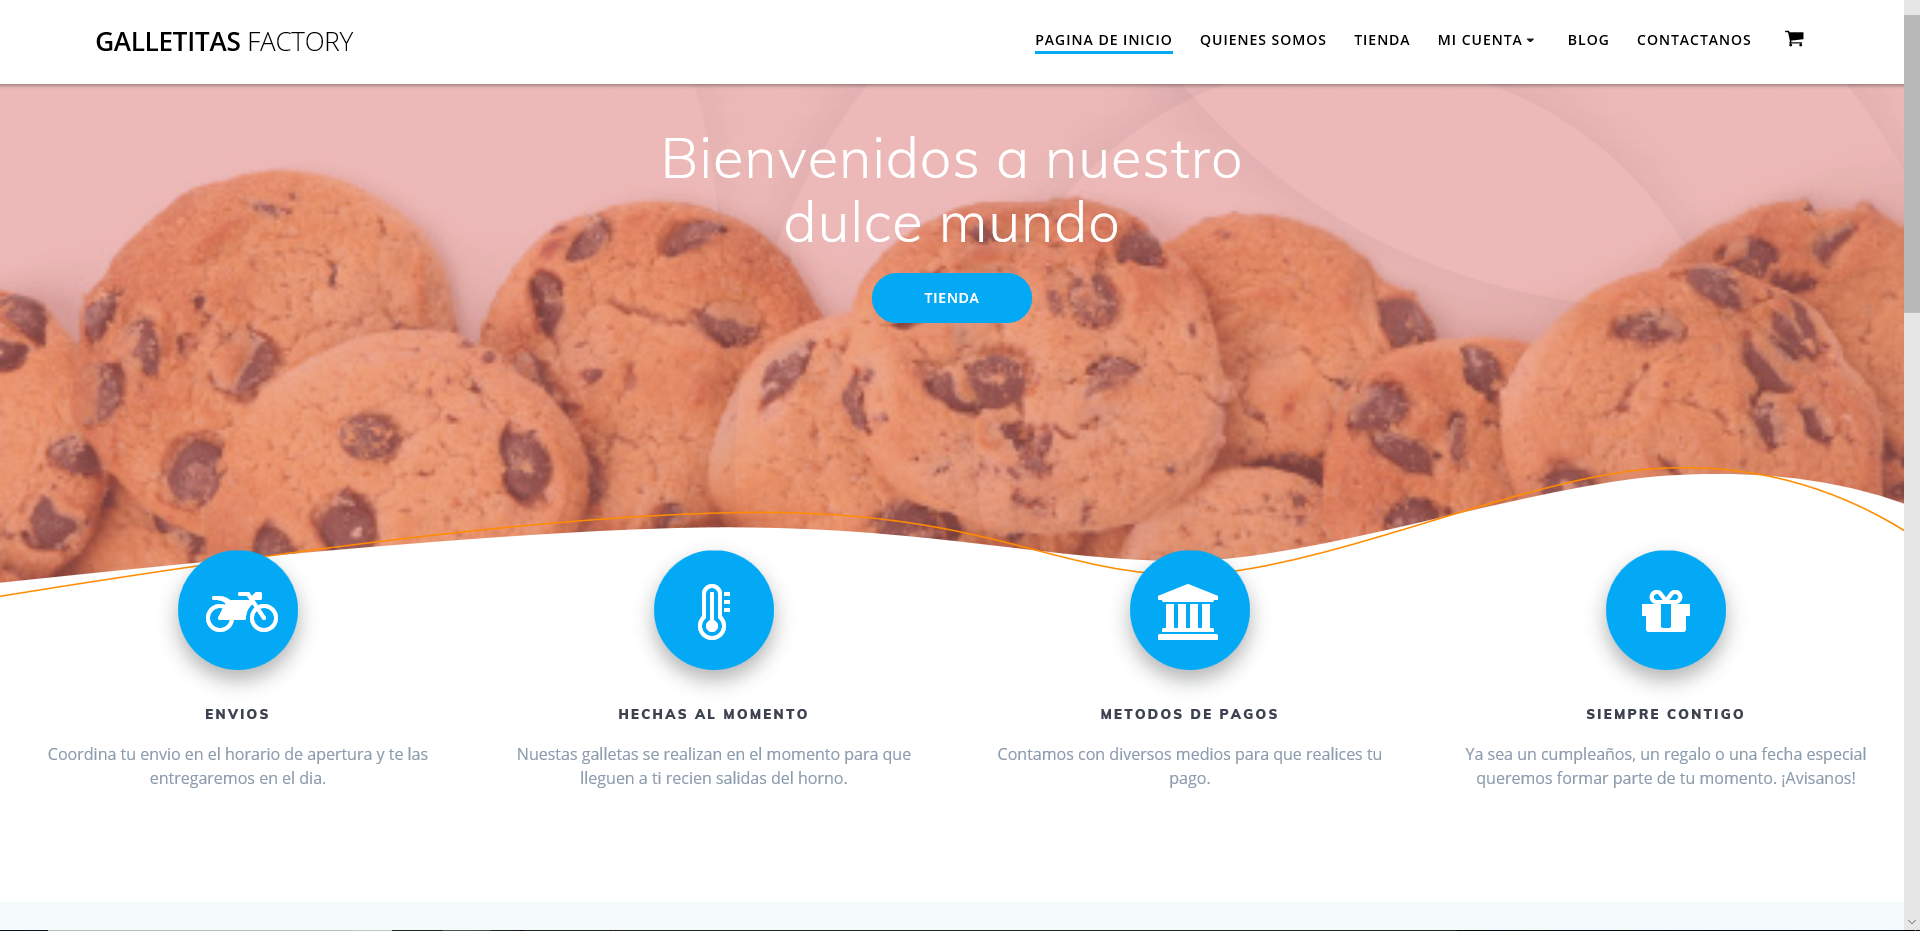 GALLETITAS FACTORY
PAGINA DE INICIO QUIENES SOMOS TIENDA MI CUENTA BLOG CONTACTANOS
Bienvenidos a nuestro
dulce mundo
TIENDA
ENVIOS
Coordina tu envio en el horario de apertura y te las
entregaremos en el dia.
HECHAS AL MOMENTO
Nuestas galletas se realizan en el momento para que
lleguen a ti recien salidas del horno.
METODOS DE PAGOS
Contamos con diversos medios para que realices tu
pago.
SIEMPRE CONTIGO
Ya sea un cumpleaños, un regalo o una fecha especial
queremos formar parte de tu momento. ¡Avisanos!